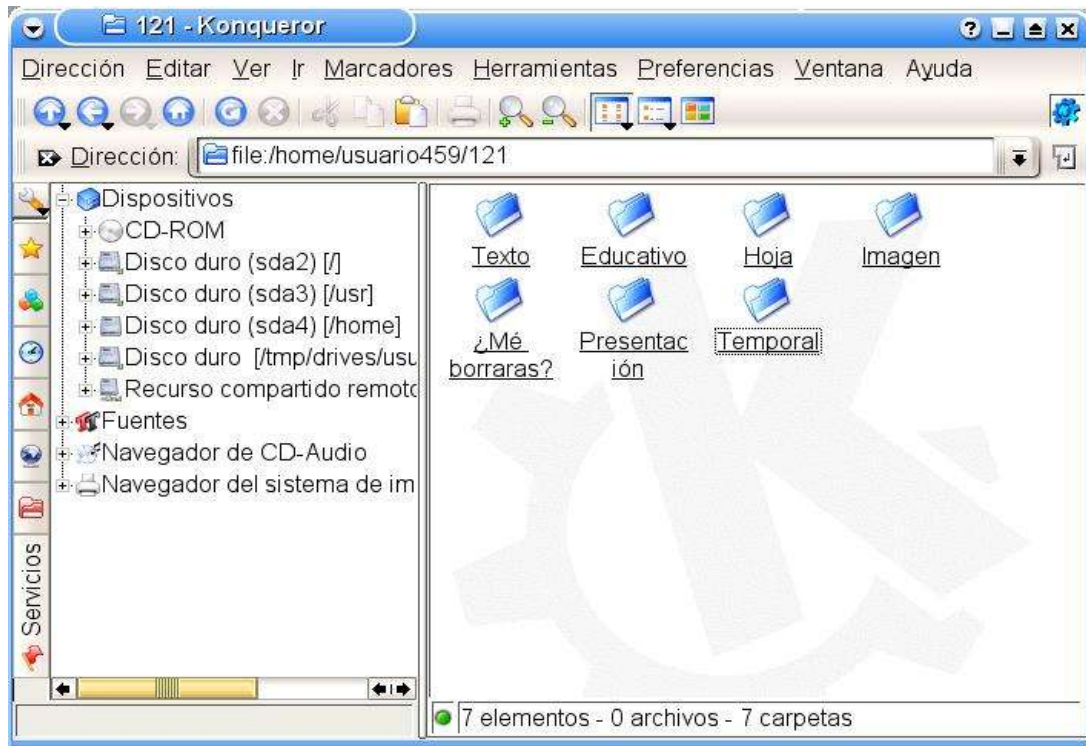 121 - Konqueror
Dirección Editar Ver Ir Marcadores Herramientas Preferencias Ventana Ayuda
Dirección: file:/home/usuario459/121
Dispositivos
CD-ROM
Disco duro (sda2) [/]
Disco duro (sda3) [/usr]
Disco duro (sda4) [/home]
Disco duro [/tmp/drives/usu
Recurso compartido remoto
Fuentes
Navegador de CD-Audio
Navegador del sistema de im
Servicios
Texto Educativo Hoja Imagen
¿Mé borraras?
Presentac
ión
Temporal
7 elementos - 0 archivos - 7 carpetas